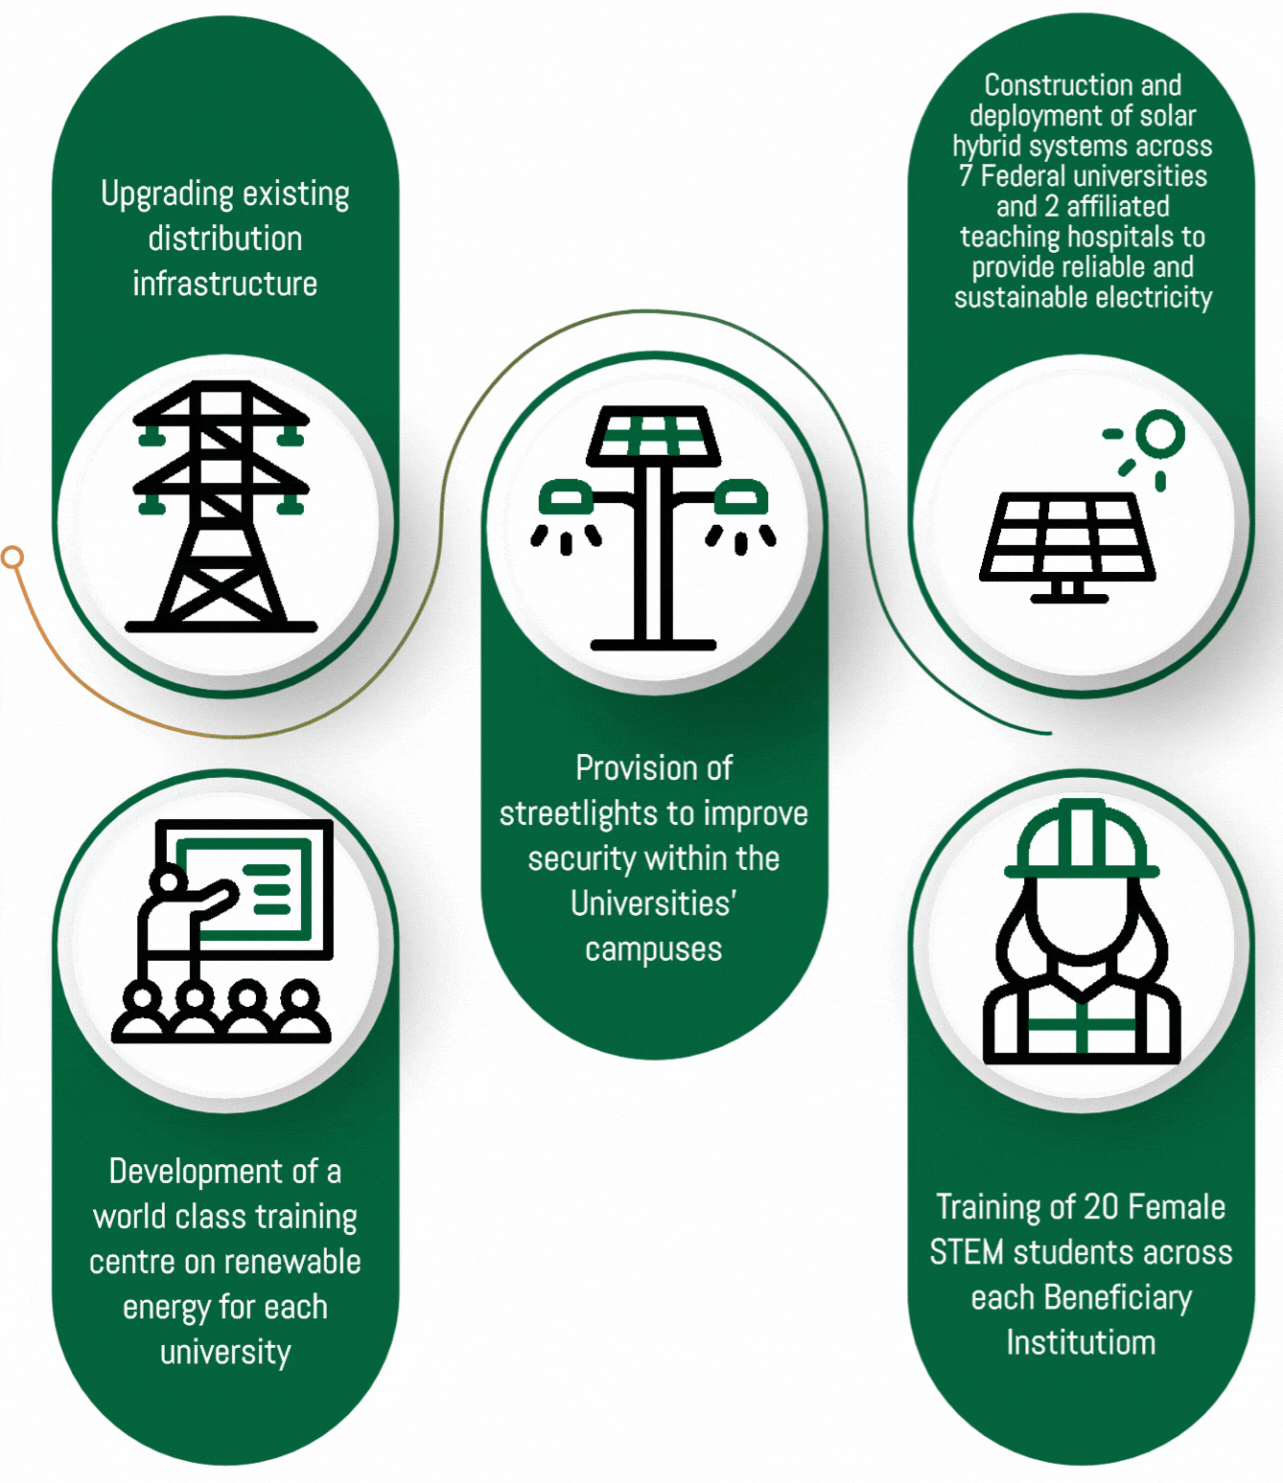 Upgrading existing
distribution
infrastructure
Construction and
deployment of solar
hybrid systems across
7 Federal universities
and 2 affiliated
teaching hospitals to
provide reliable and
sustainable electricity
Provision of
streetlights to improve
security within the
Universities'
campuses
Development of a
world class training
centre on renewable
energy for each
university
Training of 20 Female
STEM students across
each Beneficiary
Institutiom